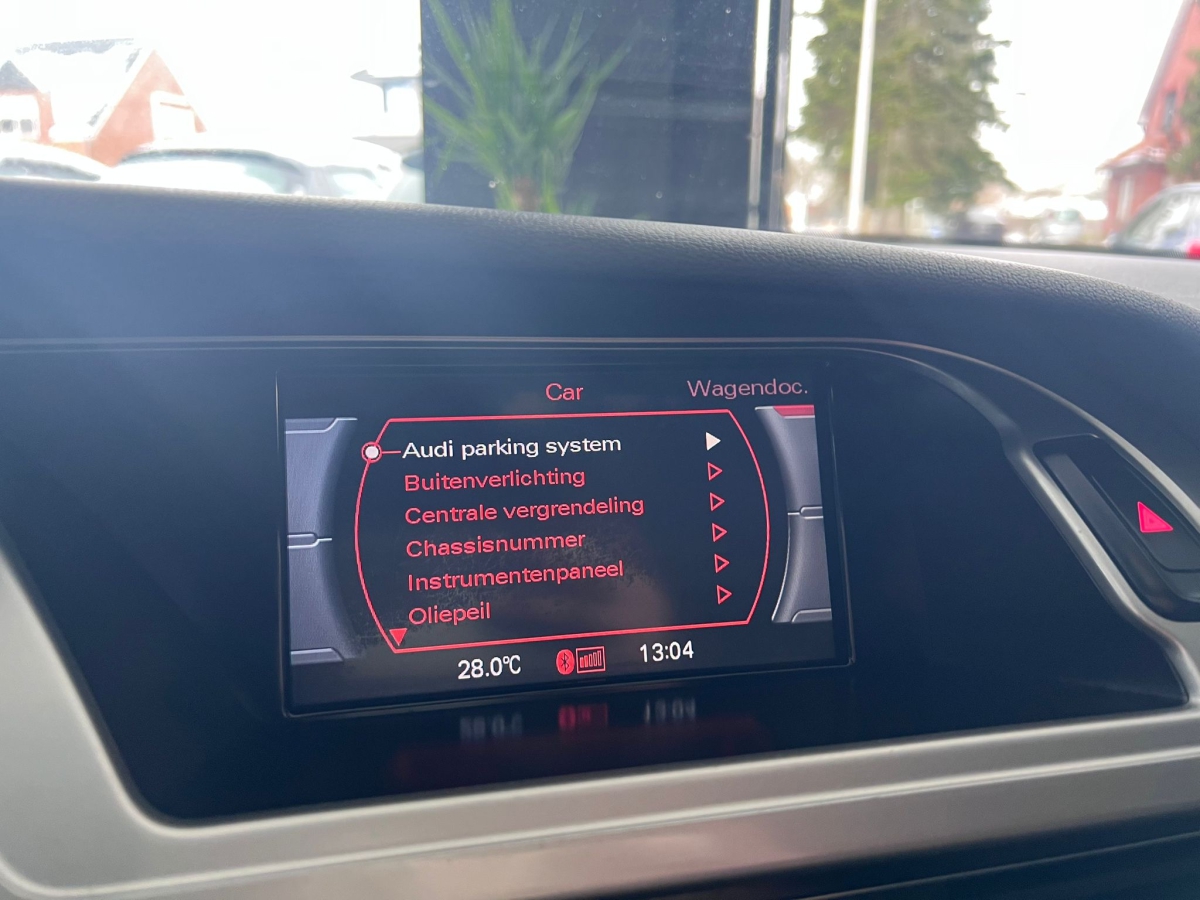 Car
Wagendoc.
Audi parking system
Buitenverlichting
Centrale vergrendeling
Chassisnummer
Instrumentenpaneel
Oliepeil
28.0°C
13:04